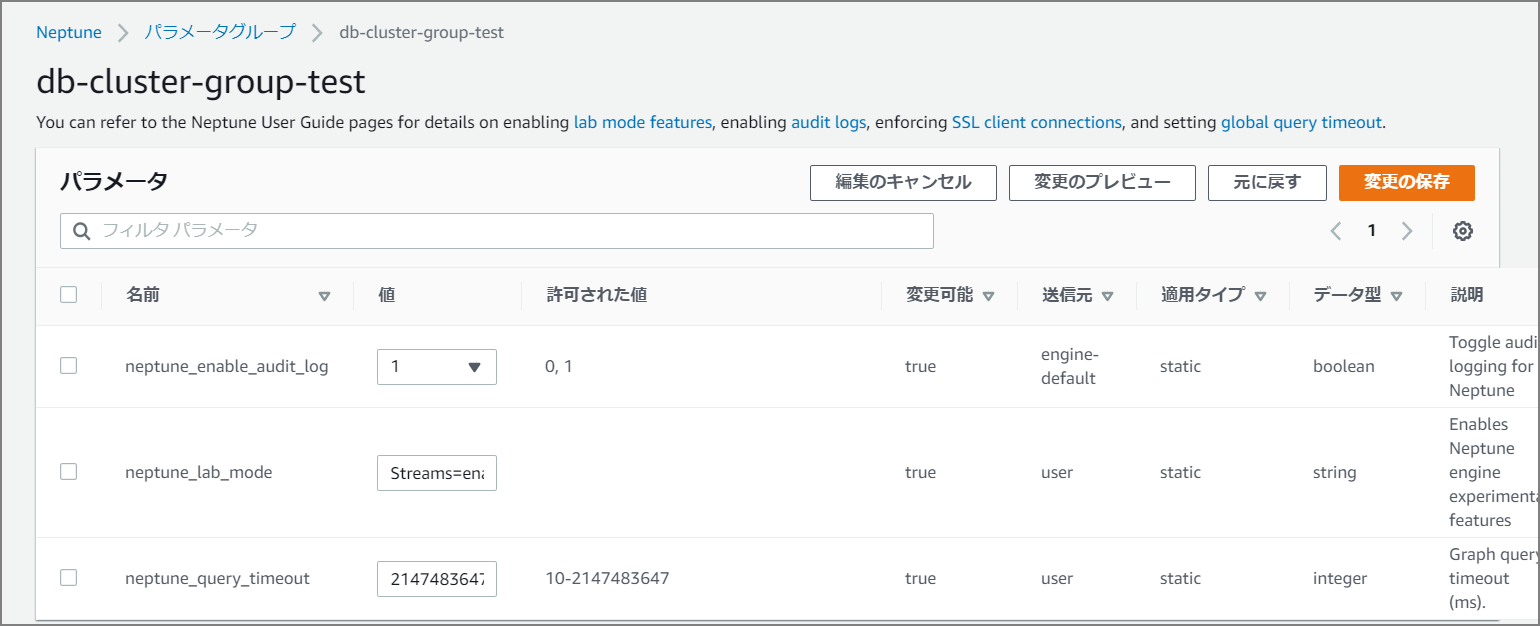 Neptune パラメータグループ db-cluster-group-test
db-cluster-group-test
You can refer to the Neptune User Guide pages for details on enabling lab mode features, enabling audit logs, enforcing SSL client connections, and setting global query timeout.
パラメータ 編集のキャンセル 変更のプレビュー 元に戻す 変更の保存
フィルタ パラメータ 1
名前 値 許可された値 変更可能 送信元 適用タイプ データ型 説明
neptune_enable_audit_log 1 0, 1 true engine-default static boolean Toggle audi logging for Neptune
neptune_lab_mode Streams=ena true user static string Enables Neptune engine experimenta features
neptune_query_timeout 2147483647 10-2147483647 true user static integer Graph query timeout (ms).